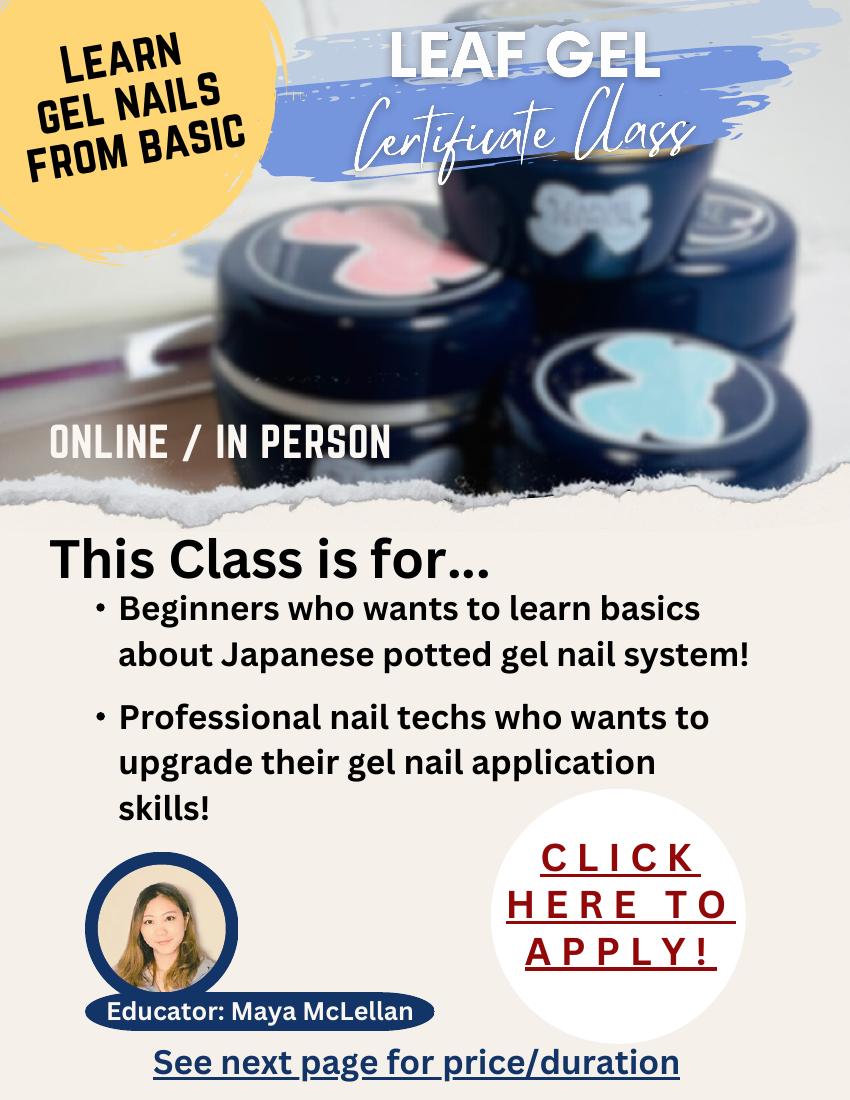 LEARN
GEL NAILS
FROM BASIC
LEAF GEL
Certificate Class
ONLINE / IN PERSON
This Class is for...
• Beginners who wants to learn basics
about Japanese potted gel nail system!
• Professional nail techs who wants to
upgrade their gel nail application
skills!
CLICK
HERE TO
APPLY!
Educator: Maya McLellan
See next page for price/duration